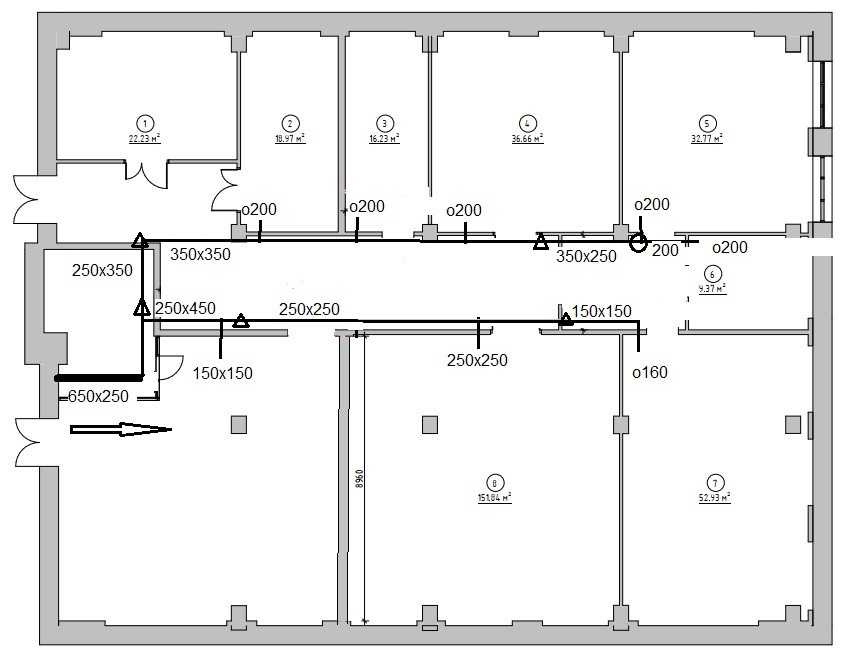 1
22.23 м²
2
18.97 м²
3
16.23 м²
4
36.66 м²
5
32.77 м²
o200
o200
o200
o200
350x350
350x250
200
o200
250x350
6
9.37 м²
250x450
250x250
150x150
150x150
250x250
o160
650x250
8960
8
151.84 м²
7
52.93 м²